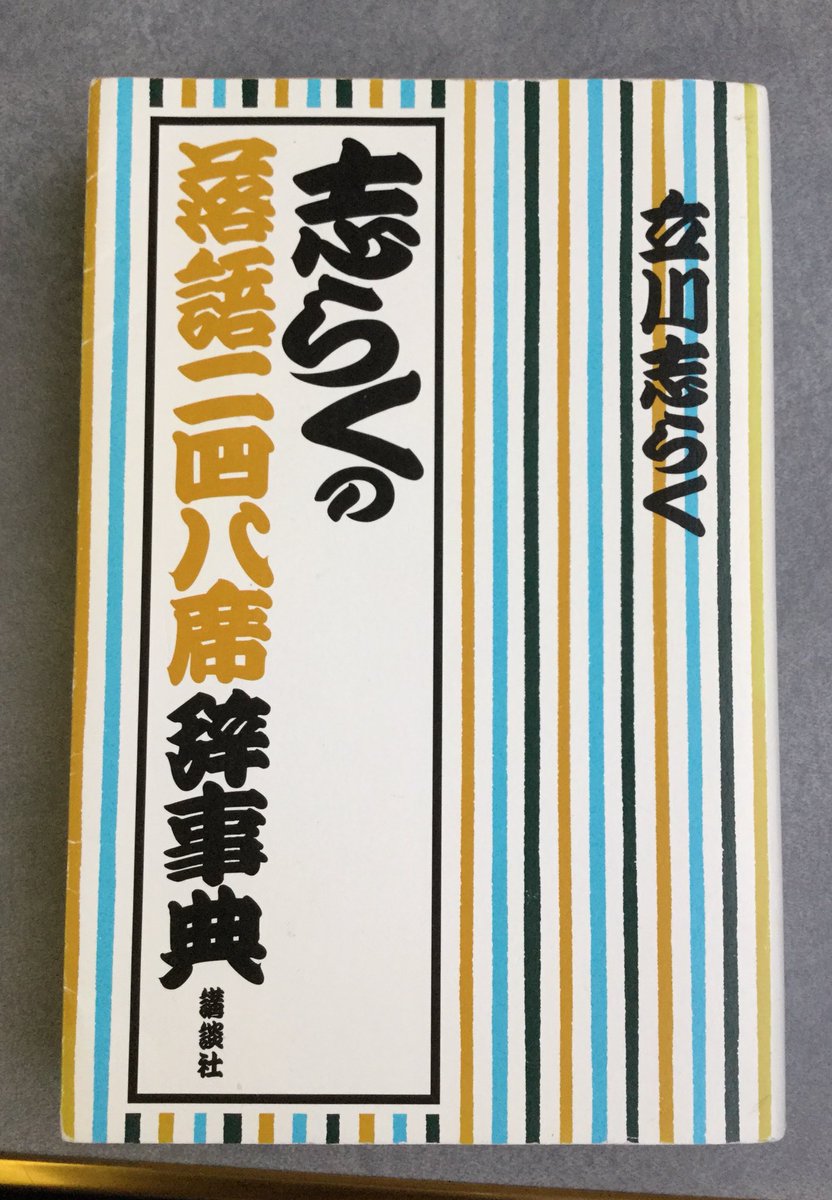 立川志らく
志らくの
落語二四八席辞事典
講談社